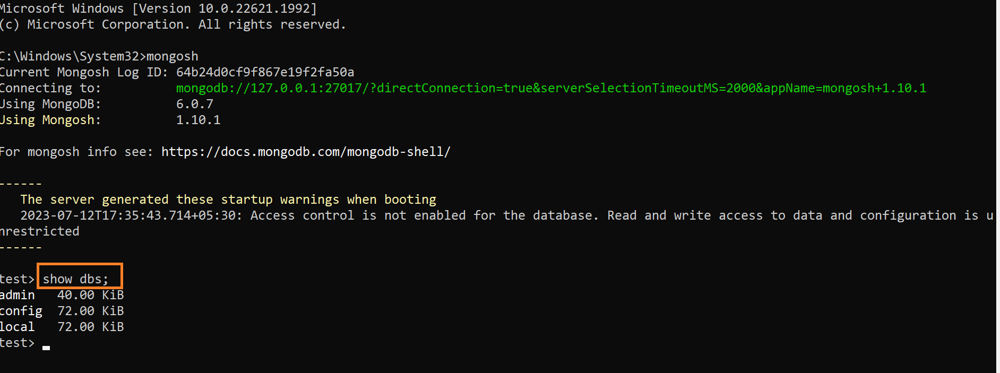 Microsoft Windows [Version 10.0.22621.1992]
(c) Microsoft Corporation. All rights reserved.
C:\Windows\System32>mongosh
Current Mongosh Log ID: 64b24d0cf9f867e19f2fa50a
Connecting to: mongodb://127.0.0.1:27017/?directConnection=true&serverSelectionTimeoutMS=2000&appName=mongosh+1.10.1
Using MongoDB: 6.0.7
Using Mongosh: 1.10.1
For mongosh info see: https://docs.mongodb.com/mongodb-shell/
------
The server generated these startup warnings when booting
2023-07-12T17:35:43.714+05:30: Access control is not enabled for the database. Read and write access to data and configuration is u
nrestricted
------
test> show dbs;
admin 40.00 KiB
config 72.00 KiB
local 72.00 KiB
test>